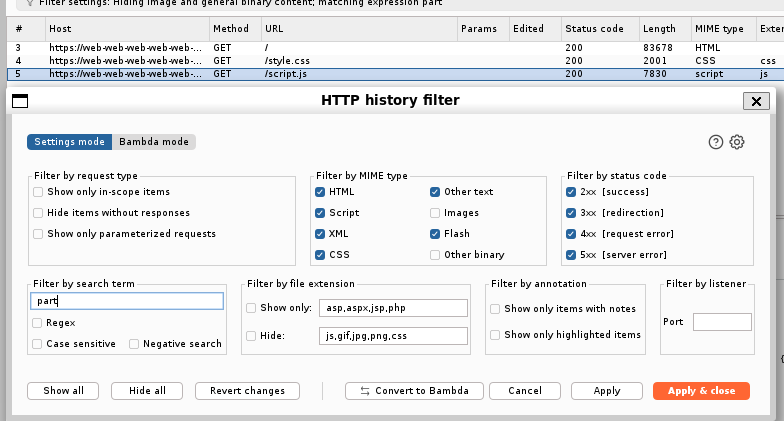 Filter settings: Hiding image and general binary content; matching expression part
# Host Method URL Params Edited Status code Length MIME type Exten
3 https://web-web-web-web-web-... GET / 200 83678 HTML
4 https://web-web-web-web-web-... GET /style.css 200 2001 CSS css
5 https://web-web-web-web-web-... GET /script.js 200 7830 script js
HTTP history filter
Settings mode Bambda mode
Filter by request type
Show only in-scope items
Hide items without responses
Show only parameterized requests
Filter by MIME type
HTML Other text
Script Images
XML Flash
CSS Other binary
Filter by status code
2xx [success]
3xx [redirection]
4xx [request error]
5xx [server error]
Filter by search term
part
Regex
Case sensitive Negative search
Filter by file extension
Show only: asp,aspx,jsp,php
Hide: js,gif,jpg,png,css
Filter by annotation
Show only items with notes
Show only highlighted items
Filter by listener
Port
Show all Hide all Revert changes Convert to Bambda Cancel Apply Apply & close